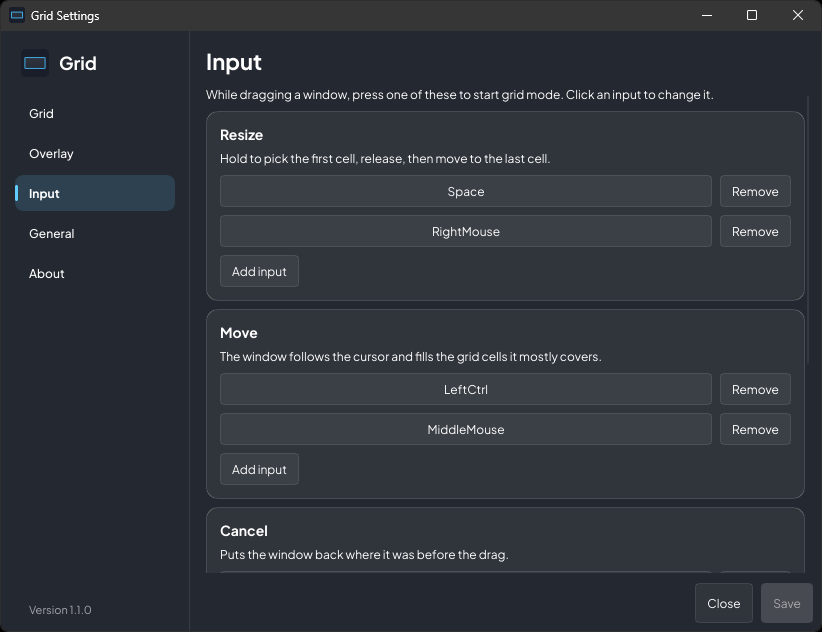 Grid Settings
Grid
Grid
Overlay
Input
General
About
Version 1.1.0
Input
While dragging a window, press one of these to start grid mode. Click an input to change it.
Resize
Hold to pick the first cell, release, then move to the last cell.
Space Remove
RightMouse Remove
Add input
Move
The window follows the cursor and fills the grid cells it mostly covers.
LeftCtrl Remove
MiddleMouse Remove
Add input
Cancel
Puts the window back where it was before the drag.
Close Save